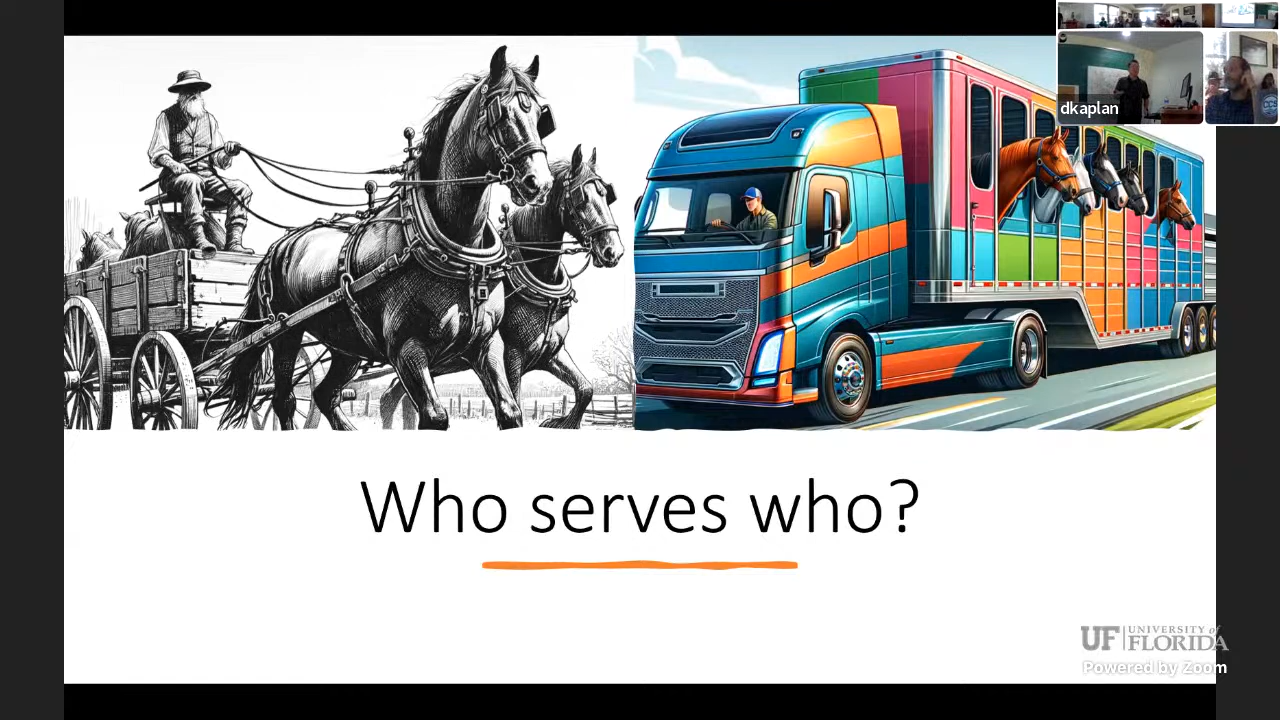 dkaplan
Who serves who?
UF UNIVERSITY of
FLORIDA
Powered by Zoom